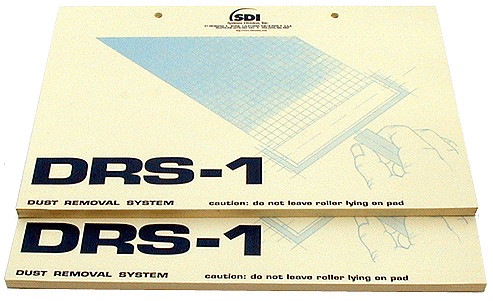 SDI
DRS-1
DUST REMOVAL SYSTEM caution: do not leave roller lying on pad
DRS-1
DUST REMOVAL SYSTEM caution: do not leave roller lying on pad